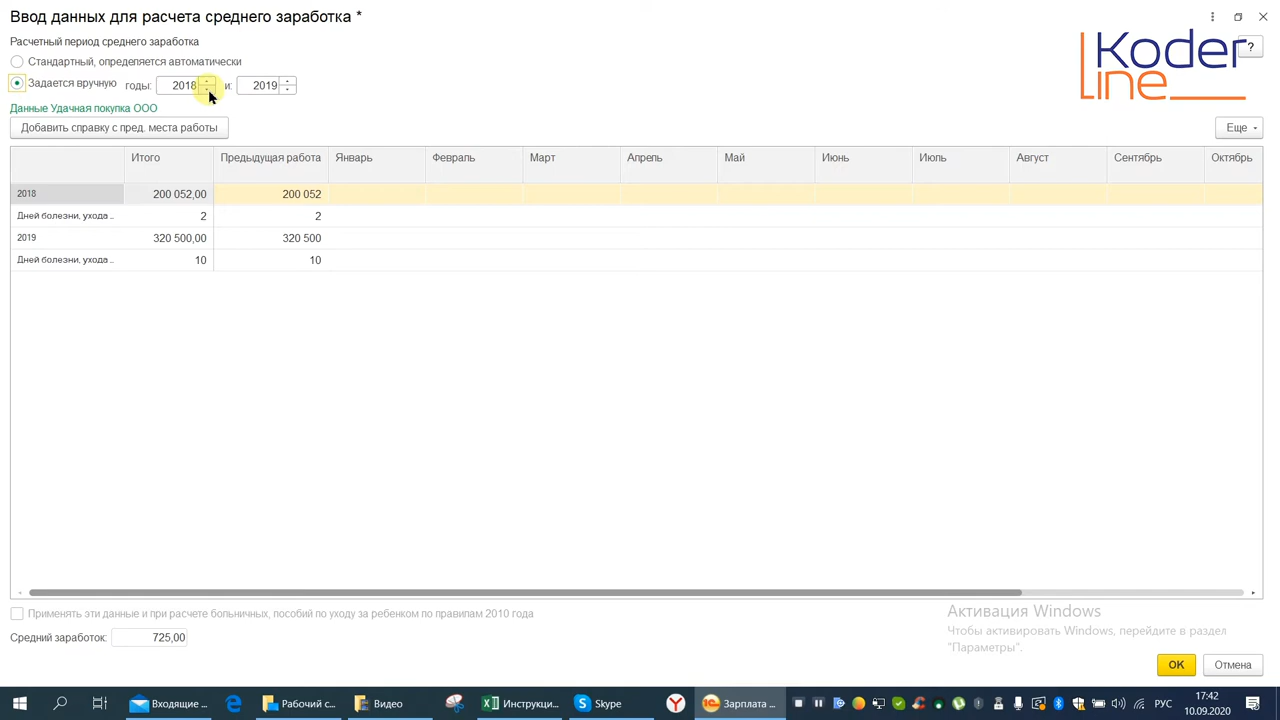 Ввод данных для расчета среднего заработка *
Koder
line
?
Расчетный период среднего заработка
Стандартный, определяется автоматически
Задается вручную годы: 2018 и: 2019
Данные Удачная покупка ООО
Добавить справку с пред. места работы
Еще
Итого Предыдущая работа Январь Февраль Март Апрель Май Июнь Июль Август Сентябрь Октябрь
2018 200 052,00 200 052
Дней болезни, ухода .. 2 2
2019 320 500,00 320 500
Дней болезни, ухода .. 10 10
Применять эти данные и при расчете больничных, пособий по уходу за ребенком по правилам 2010 года
Средний заработок: 725,00
Активация Windows
Чтобы активировать Windows, перейдите в раздел
"Параметры".
OK Отмена
Входящие ... Рабочий с... Видео Инструкци... Skype Зарплата ... РУС
17:42
10.09.2020